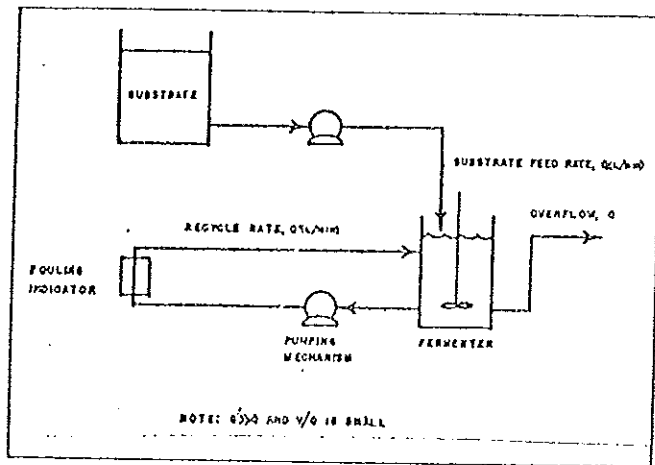 SUBSTRATE
SUBSTRATE FEED RATE, Q(L/MIN)
OVERFLOW, Q
RECYCLE RATE, Q'(L/MIN)
FOULING
INDICATOR
PUMPING
MECHANISM
FERMENTER
NOTE: Q'>>Q AND V/Q IS SMALL